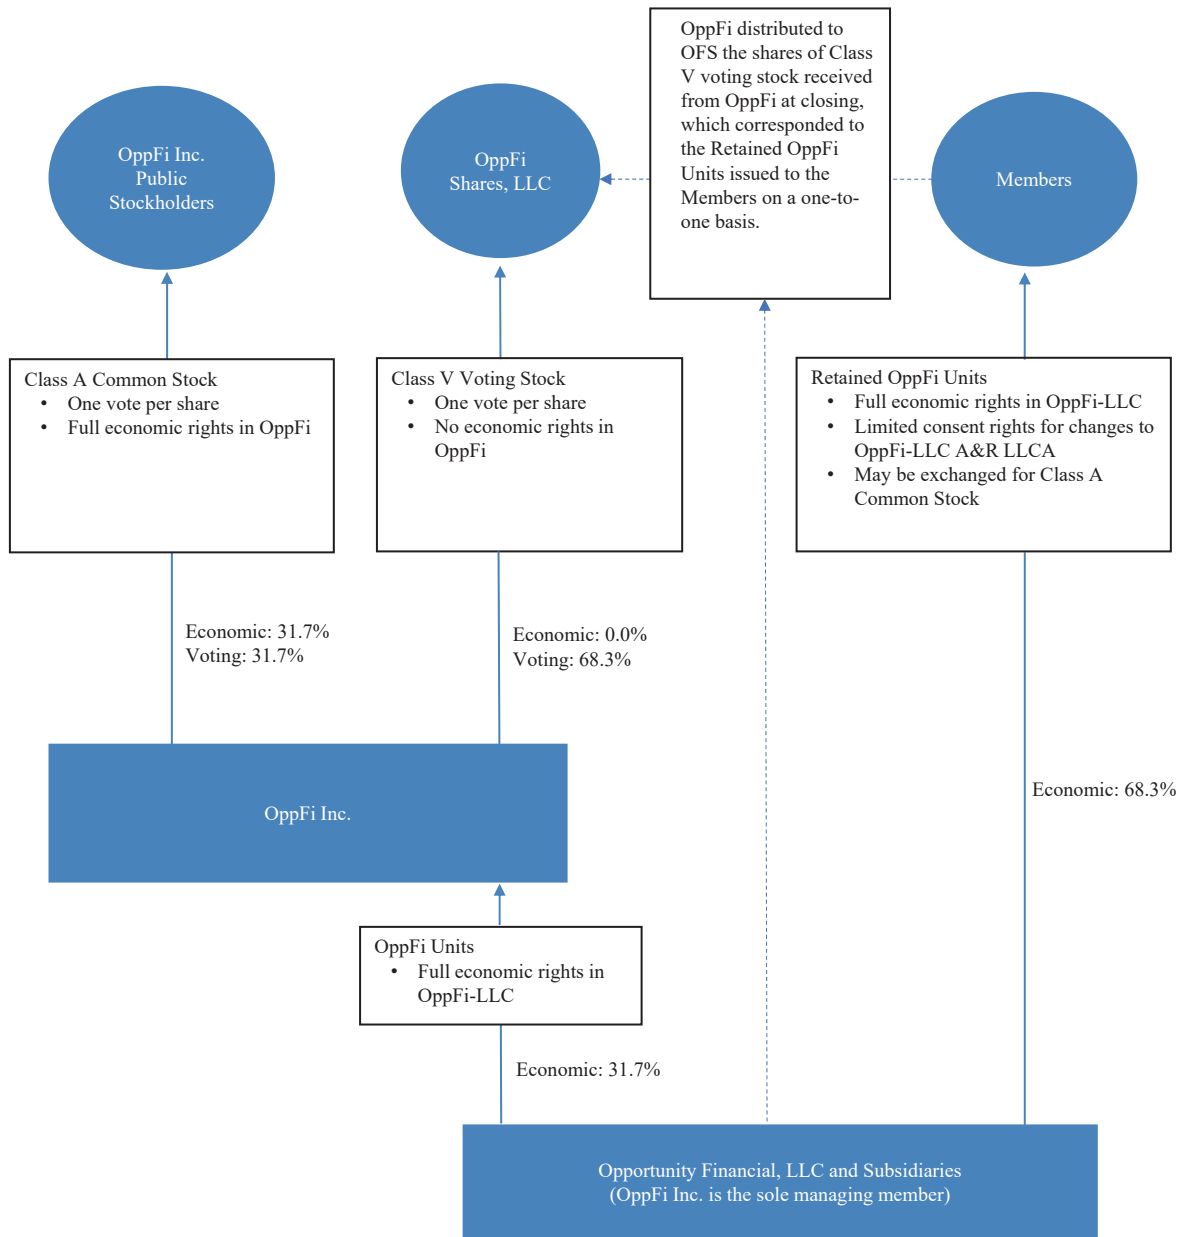 OppFi distributed to
OFS the shares of Class
V voting stock received
from OppFi at closing,
which corresponded to
the Retained OppFi
Units issued to the
Members on a one-to-
one basis.
OppFi Inc.
Public
Stockholders
OppFi
Shares, LLC
Members
Class A Common Stock
• One vote per share
• Full economic rights in OppFi
Class V Voting Stock
• One vote per share
• No economic rights in
OppFi
Retained OppFi Units
• Full economic rights in OppFi-LLC
• Limited consent rights for changes to
OppFi-LLC A&R LLCA
• May be exchanged for Class A
Common Stock
Economic: 31.7%
Voting: 31.7%
Economic: 0.0%
Voting: 68.3%
Economic: 68.3%
OppFi Inc.
OppFi Units
• Full economic rights in
OppFi-LLC
Economic: 31.7%
Opportunity Financial, LLC and Subsidiaries
(OppFi Inc. is the sole managing member)